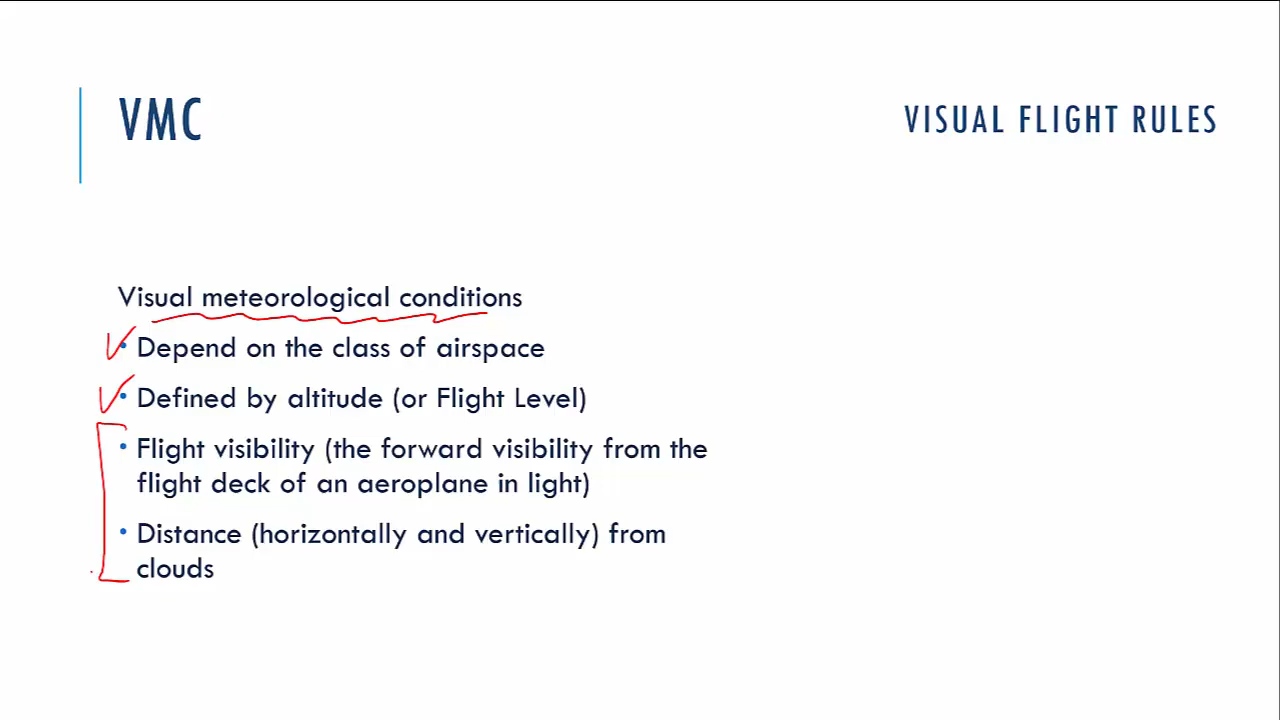 VMC
VISUAL FLIGHT RULES
Visual meteorological conditions
• Depend on the class of airspace
• Defined by altitude (or Flight Level)
• Flight visibility (the forward visibility from the
flight deck of an aeroplane in light)
• Distance (horizontally and vertically) from
clouds